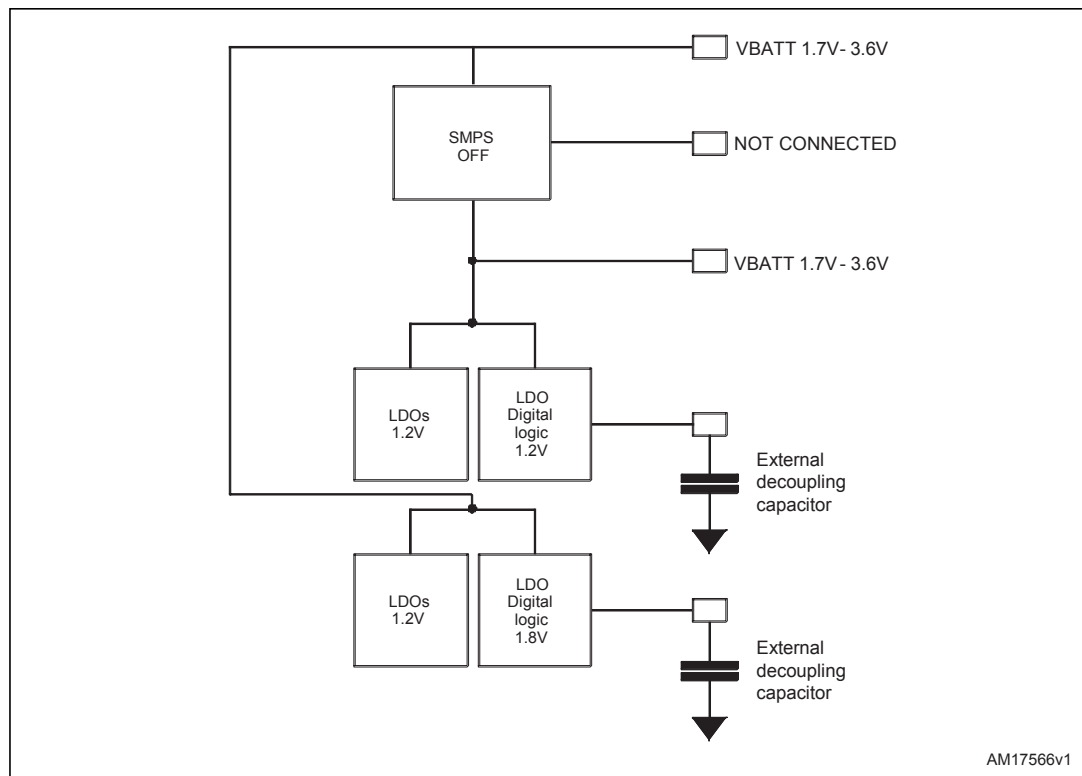 VBATT 1.7V - 3.6V
SMPS
OFF
NOT CONNECTED
VBATT 1.7V - 3.6V
LDOs
1.2V
LDO
Digital
logic
1.2V
External
decoupling
capacitor
LDOs
1.2V
LDO
Digital
logic
1.8V
External
decoupling
capacitor
AM17566v1